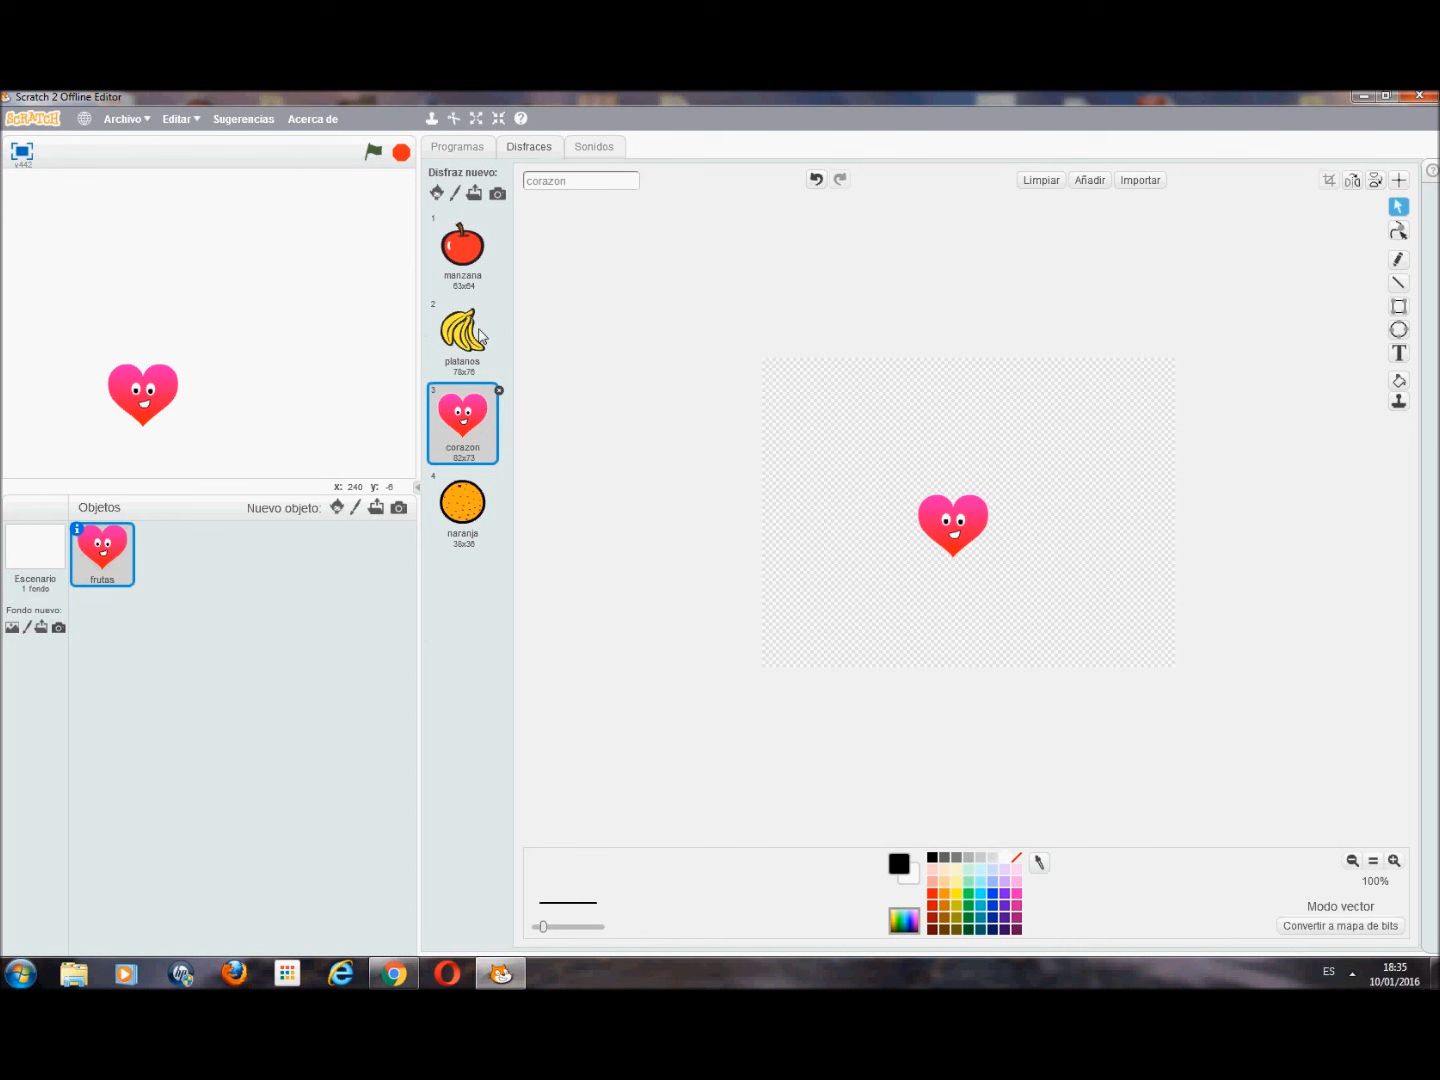 Scratch 2 Offline Editor
SCRATCH Archivo Editar Sugerencias Acerca de
v442
Programas Disfraces Sonidos
Disfraz nuevo:
corazon
Limpiar Añadir Importar
1
manzana
63x64
2
platanos
78x76
3
corazon
82x73
4
naranja
38x36
x: 240 y: -6
Objetos Nuevo objeto:
frutas
Escenario
1 fondo
Fondo nuevo:
T
100%
Modo vector
Convertir a mapa de bits
hp
ES
18:35
10/01/2016